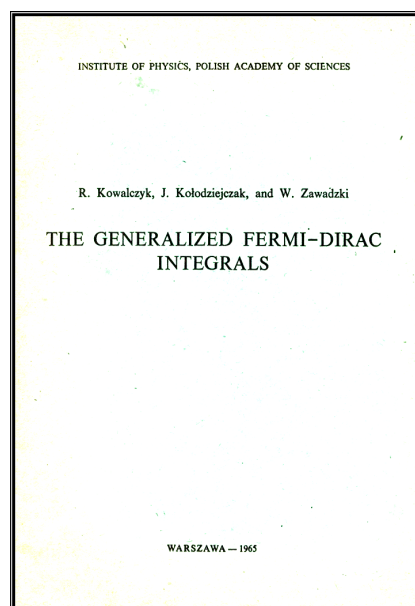 INSTITUTE OF PHYSICS, POLISH ACADEMY OF SCIENCES
R. Kowalczyk, J. Kołodziejczak, and W. Zawadzki
THE GENERALIZED FERMI-DIRAC
INTEGRALS
WARSZAWA — 1965